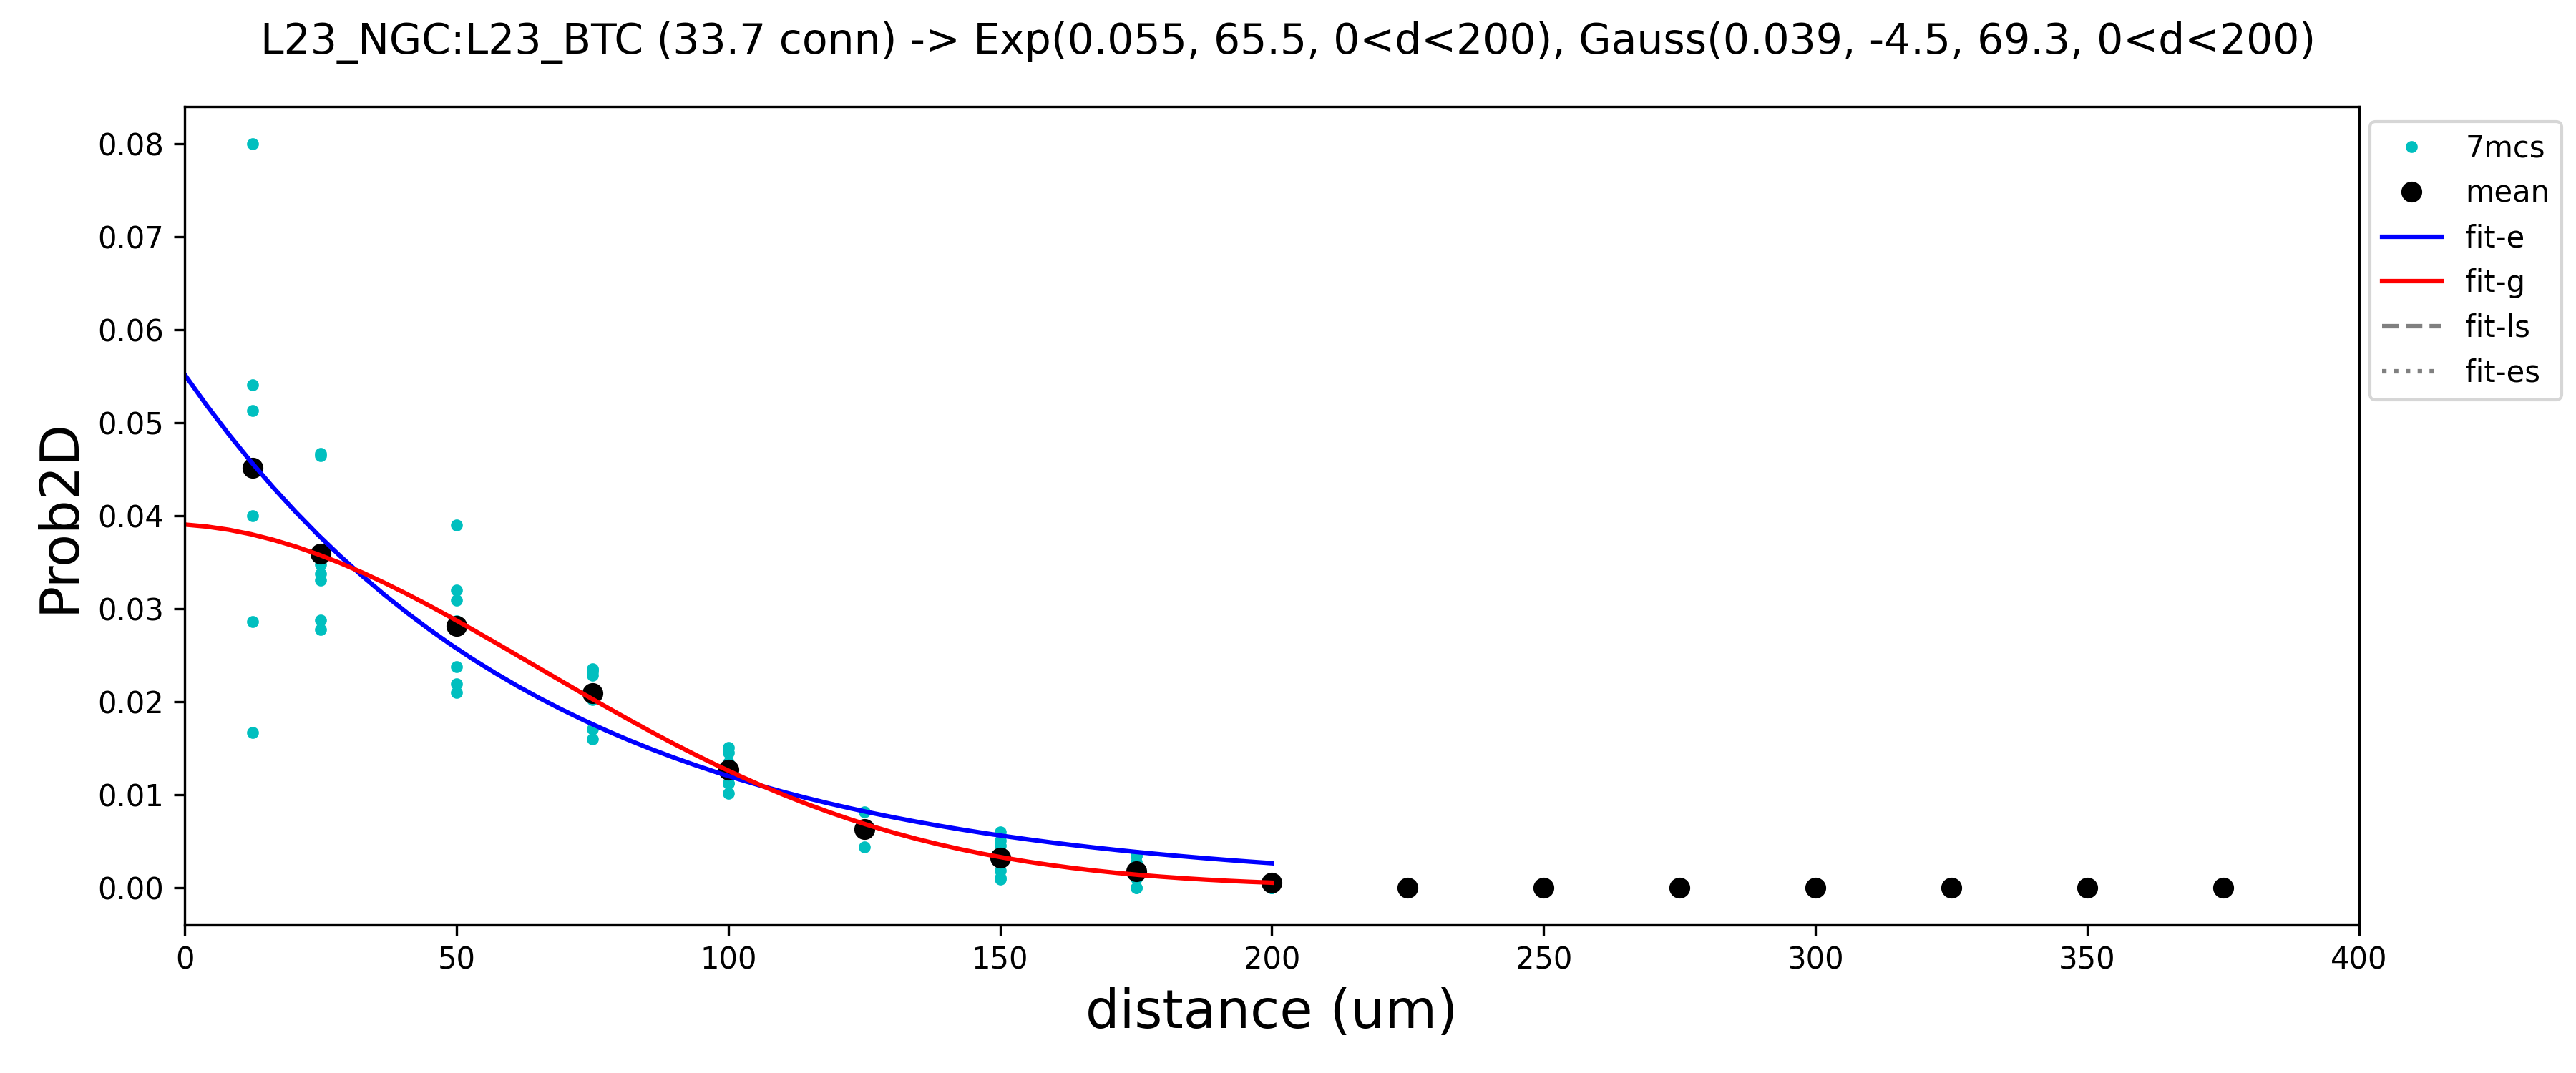 L23_NGC:L23_BTC (33.7 conn) -> Exp(0.055, 65.5, 0<d<200), Gauss(0.039, -4.5, 69.3, 0<d<200)
0.08
0.07
0.06
0.05
0.04
0.03
0.02
0.01
0.00
Prob2D
0 50 100 150 200 250 300 350 400
distance (um)
7mcs
mean
fit-e
fit-g
fit-ls
fit-es